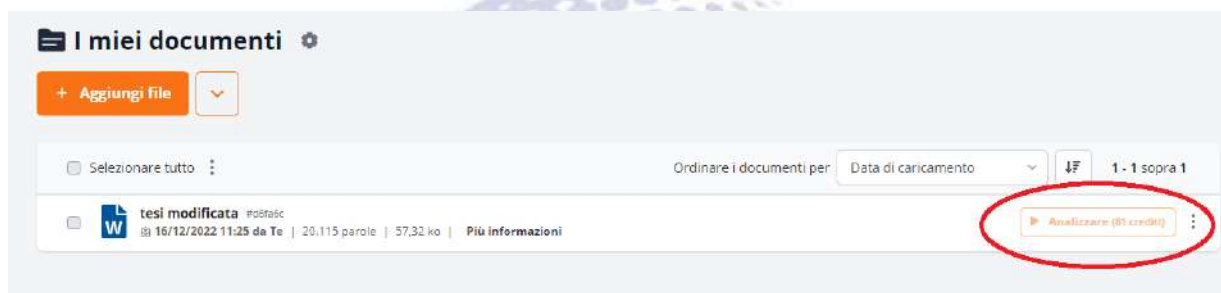 I miei documenti
+ Aggiungi file
Selezionare tutto
Ordinare i documenti per Data di caricamento 1 - 1 sopra 1
W tesi modificata
16/12/2022 11:25 da Te | 20.115 parole | 57,32 ko | Più informazioni
Analizzare (81 crediti)